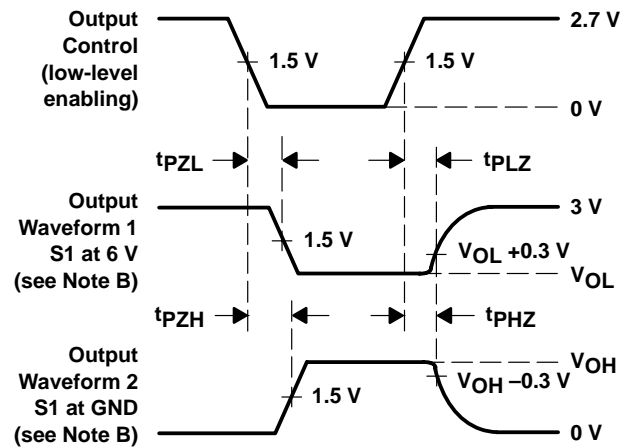 Output
Control
(low-level
enabling)
2.7 V
1.5 V
1.5 V
0 V
tPZL
tPLZ
Output
Waveform 1
S1 at 6 V
(see Note B)
3 V
1.5 V
VOL +0.3 V
VOL
tPZH
tPHZ
Output
Waveform 2
S1 at GND
(see Note B)
VOH
VOH –0.3 V
1.5 V
0 V